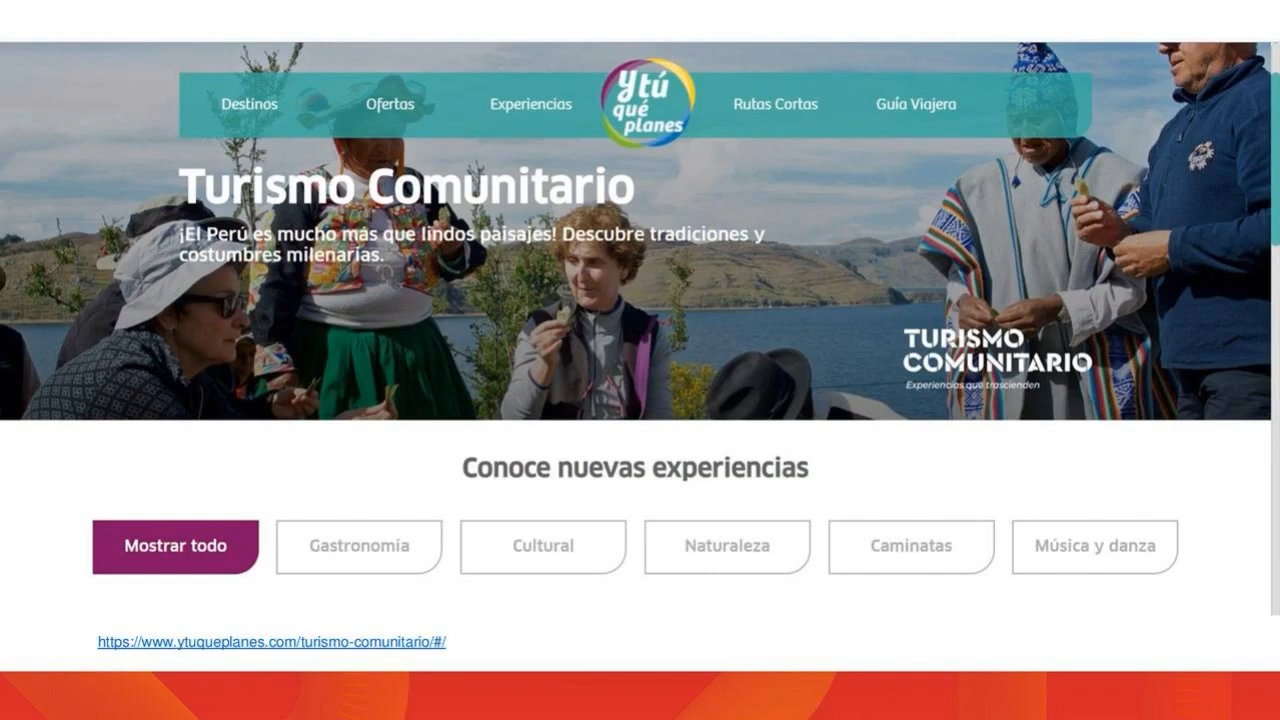 Destinos
Ofertas
Experiencias
Ytú
qué
planes
Rutas Cortas
Guía Viajera
Turismo Comunitario
¡El Perú es mucho más que lindos paisajes! Descubre tradiciones y
costumbres milenarias.
TURISMO
COMUNITARIO
Experiencias que trascienden
Conoce nuevas experiencias
Mostrar todo
Gastronomía
Cultural
Naturaleza
Caminatas
Música y danza
https://www.ytuqueplanes.com/turismo-comunitario/#/